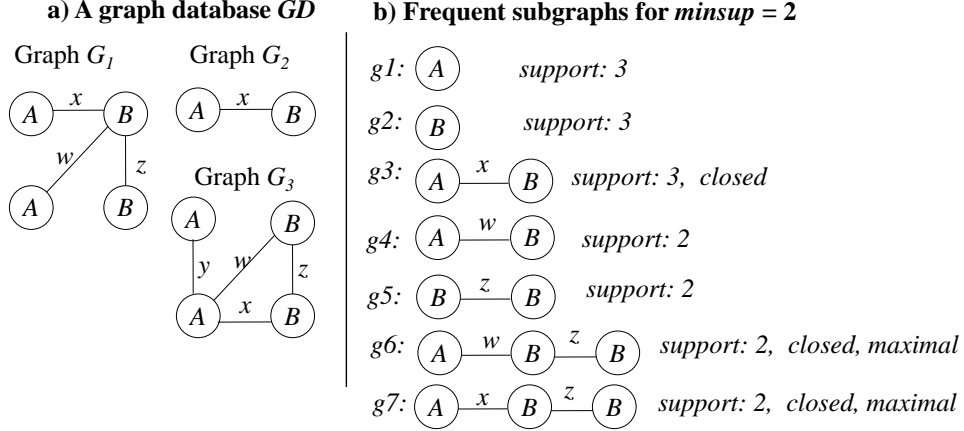 a) A graph database GD
Graph G1
Graph G2
A x B
w
z
A B
A x B
Graph G3
A
B
y
w
z
A x B
b) Frequent subgraphs for minsup = 2
g1: A support: 3
g2: B support: 3
g3: A x B support: 3, closed
g4: A w B support: 2
g5: B z B support: 2
g6: A w B z B support: 2, closed, maximal
g7: A x B z B support: 2, closed, maximal